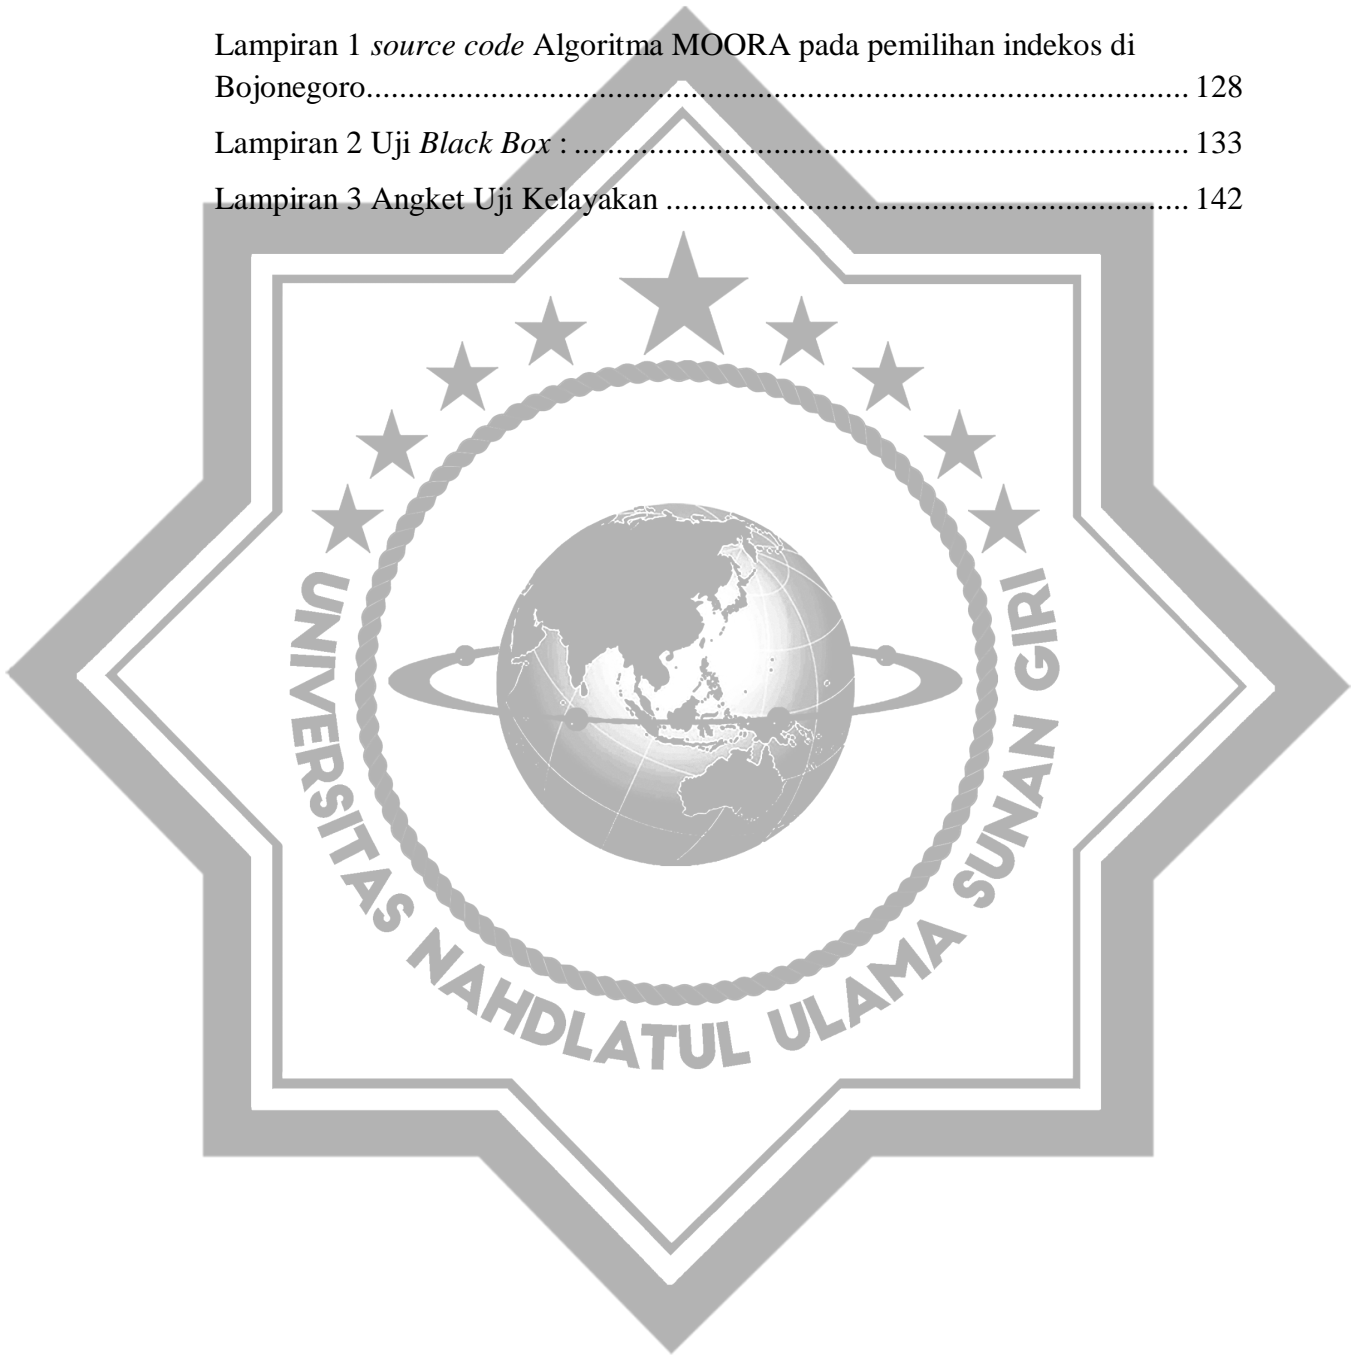 Lampiran 1 source code Algoritma MOORA pada pemilihan indekos di
Bojonegoro.................................................................................................... 128
Lampiran 2 Uji Black Box : ........................................................................... 133
Lampiran 3 Angket Uji Kelayakan ................................................................ 142
UNIVERSITAS NAHDLATUL ULAMA SUNAN GIRI